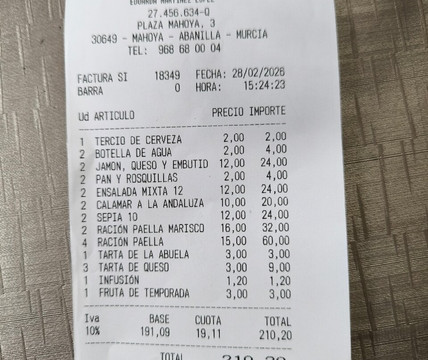 EDUARDO MARTINEZ LOPEZ
27.456.634-Q
PLAZA MAHOYA, 3
30649 - MAHOYA - ABANILLA - MURCIA
TEL: 968 68 00 04
FACTURA SI 18349 FECHA: 28/02/2026
BARRA 0 HORA: 15:24:23
Ud ARTICULO PRECIO IMPORTE
1 TERCIO DE CERVEZA 2,00 2,00
2 BOTELLA DE AGUA 2,00 4,00
2 JAMON, QUESO Y EMBUTID 12,00 24,00
2 PAN Y ROSQUILLAS 2,00 4,00
2 ENSALADA MIXTA 12 12,00 24,00
2 CALAMAR A LA ANDALUZA 10,00 20,00
2 SEPIA 10 12,00 24,00
2 RACIÓN PAELLA MARISCO 16,00 32,00
4 RACIÓN PAELLA 15,00 60,00
1 TARTA DE LA ABUELA 3,00 3,00
3 TARTA DE QUESO 3,00 9,00
1 INFUSIÓN 1,20 1,20
1 FRUTA DE TEMPORADA 3,00 3,00
Iva BASE CUOTA TOTAL
10% 191,09 19,11 210,20
TOTAL 210,20